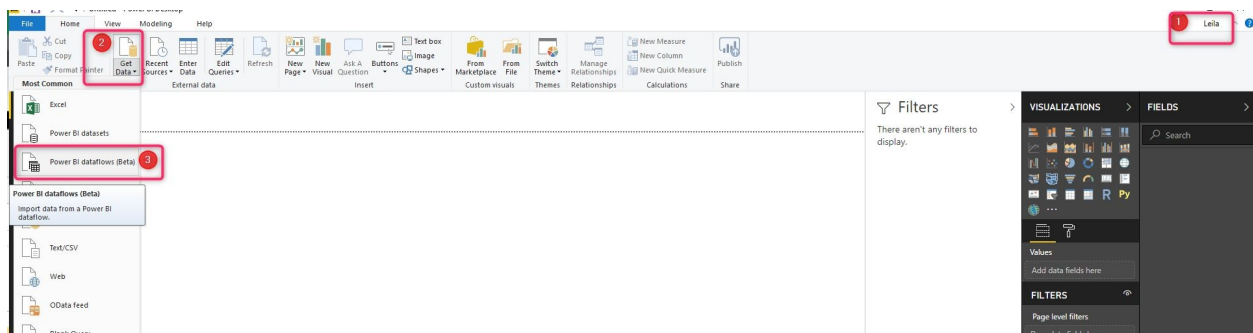 File Home View Modeling Help
1 Leila
Cut
Copy
Format Painter
Paste
2
Get Data
Recent Sources
Enter Data
Edit Queries
Refresh
New Page
New Visual
Ask A Question
Buttons
Text box
Image
Shapes
From Marketplace
From File
Switch Theme
Manage Relationships
New Measure
New Column
New Quick Measure
Publish
External data
Insert
Custom visuals
Themes
Relationships
Calculations
Share
Most Common
Excel
Power BI datasets
Power BI dataflows (Beta) 3
Power BI dataflows (Beta)
Import data from a Power BI
dataflow.
Text/CSV
Web
OData feed
Filters
There aren't any filters to
display.
VISUALIZATIONS
R Py
Values
Add data fields here
FILTERS
Page level filters
FIELDS
Search